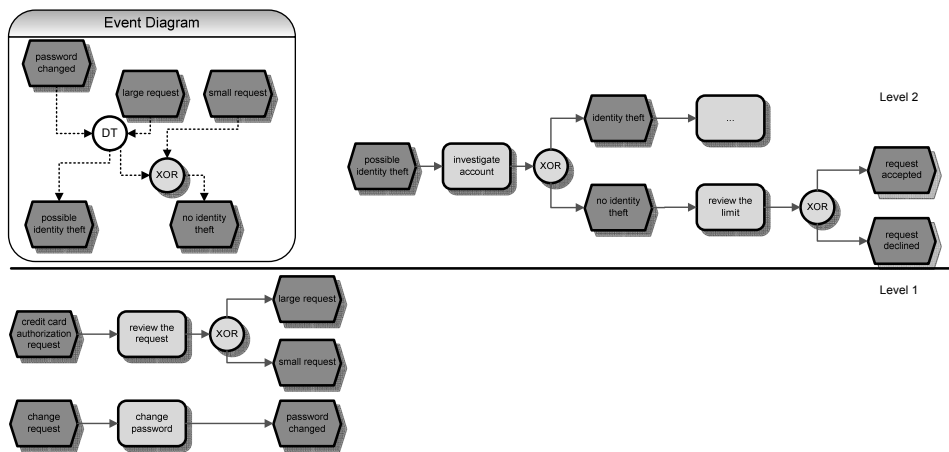 Event Diagram
password
changed
large request
small request
DT
XOR
possible
identity theft
no identity
theft
Level 2
possible
identity theft
investigate
account
XOR
identity theft
...
no identity
theft
review the
limit
XOR
request
accepted
request
declined
Level 1
credit card
authorization
request
review the
request
XOR
large request
small request
change
request
change
password
password
changed